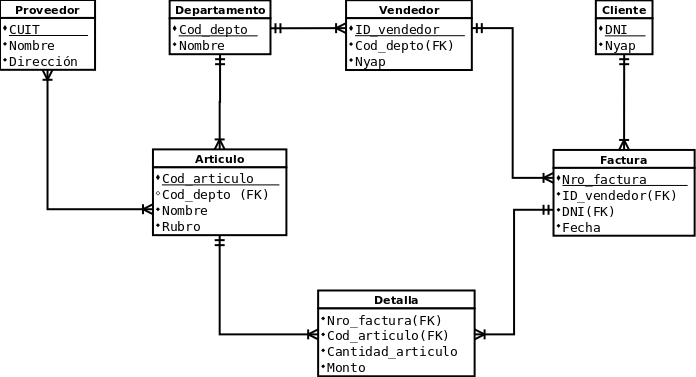 Proveedor
CUIT
Nombre
Dirección
Departamento
Cod_depto
Nombre
Vendedor
ID_vendedor
Cod_depto(FK)
Nyap
Cliente
DNI
Nyap
Articulo
Cod_articulo
Cod_depto (FK)
Nombre
Rubro
Factura
Nro_factura
ID_vendedor(FK)
DNI(FK)
Fecha
Detalla
Nro_factura(FK)
Cod_articulo(FK)
Cantidad_articulo
Monto